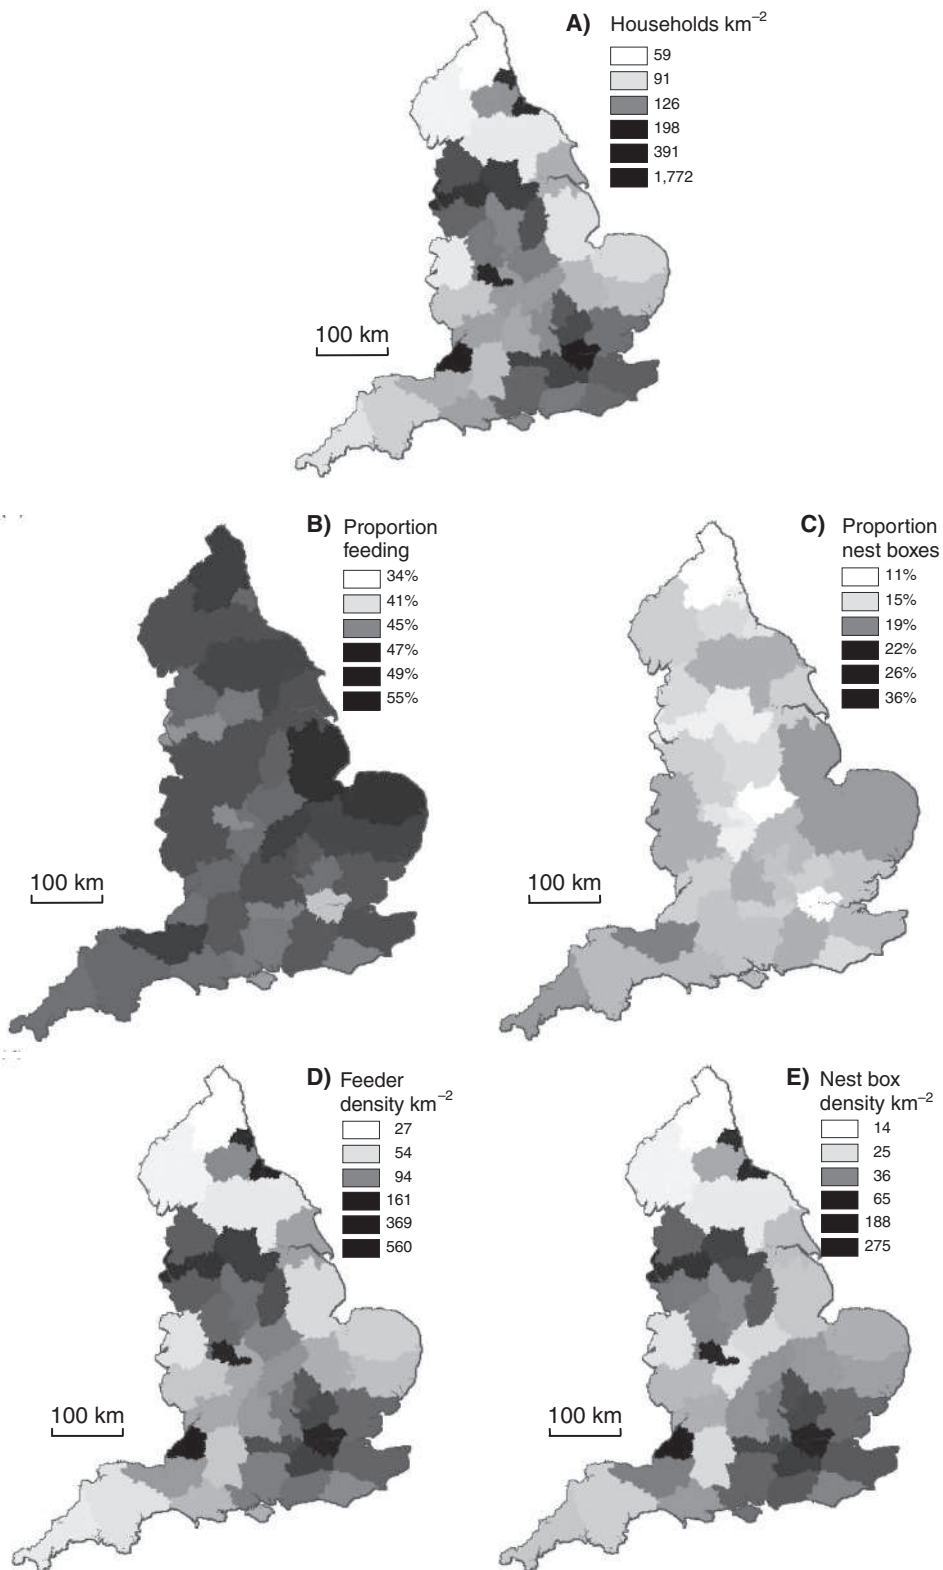 A) Households km⁻²
59
91
126
198
391
1,772
100 km
B) Proportion
feeding
34%
41%
45%
47%
49%
55%
100 km
C) Proportion
nest boxes
11%
15%
19%
22%
26%
36%
100 km
D) Feeder
density km⁻²
27
54
94
161
369
560
100 km
E) Nest box
density km⁻²
14
25
36
65
188
275
100 km